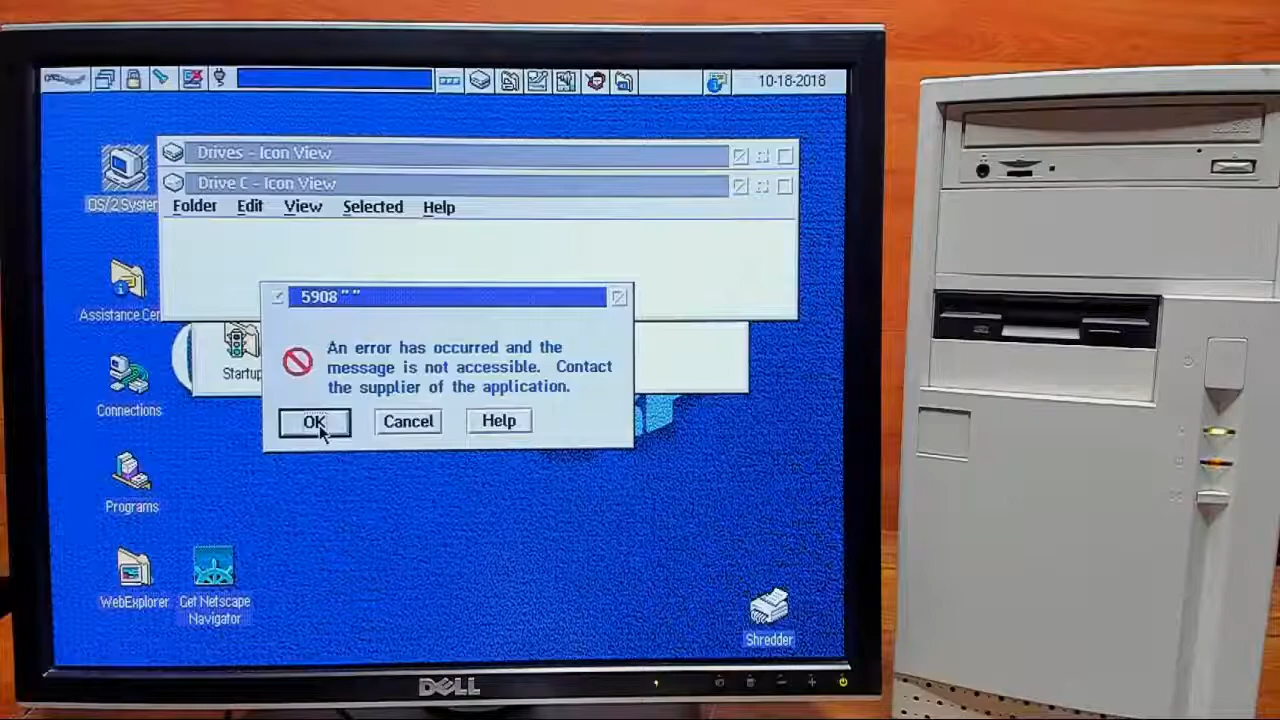 10-18-2018
Drives - Icon View
Drive C - Icon View
Folder Edit View Selected Help
OS/2 System
Assistance Cen
Startup
5908""
An error has occurred and the
message is not accessible. Contact
the supplier of the application.
OK Cancel Help
Connections
Programs
WebExplorer
Get Netscape
Navigator
Shredder
DELL